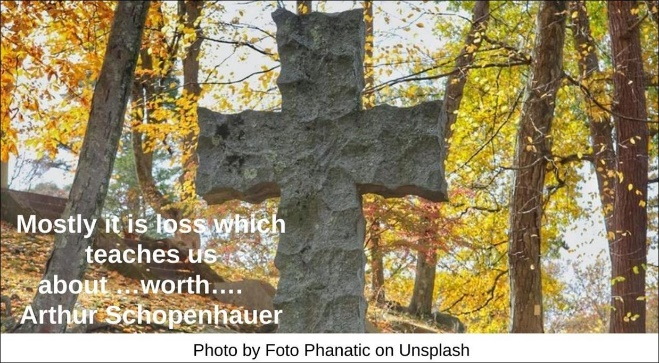 Mostly it is loss which
teaches us
about ...worth....
Arthur Schopenhauer
Photo by Foto Phanatic on Unsplash